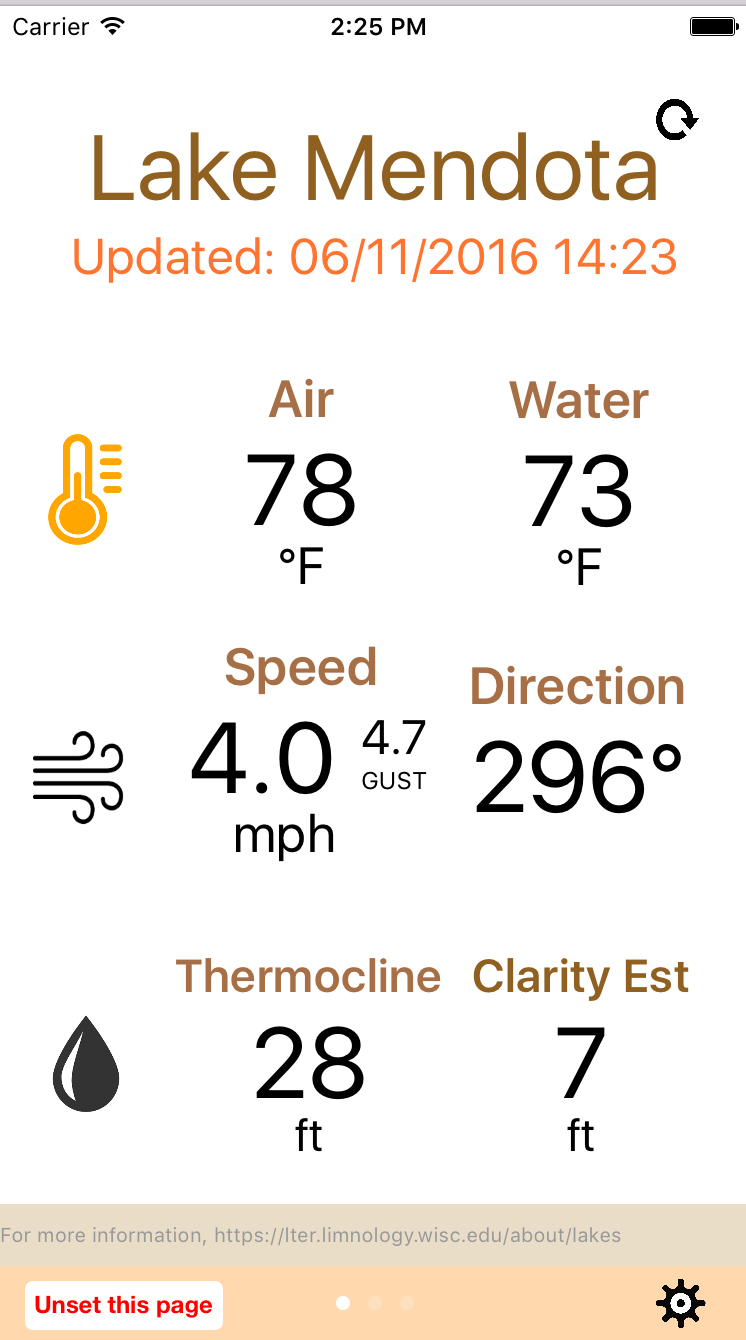 Carrier 2:25 PM
Lake Mendota
Updated: 06/11/2016 14:23
Air Water
78 73
°F °F
Speed Direction
4.0 4.7 296°
GUST
mph
Thermocline Clarity Est
28 7
ft ft
For more information, https://lter.limnology.wisc.edu/about/lakes
Unset this page